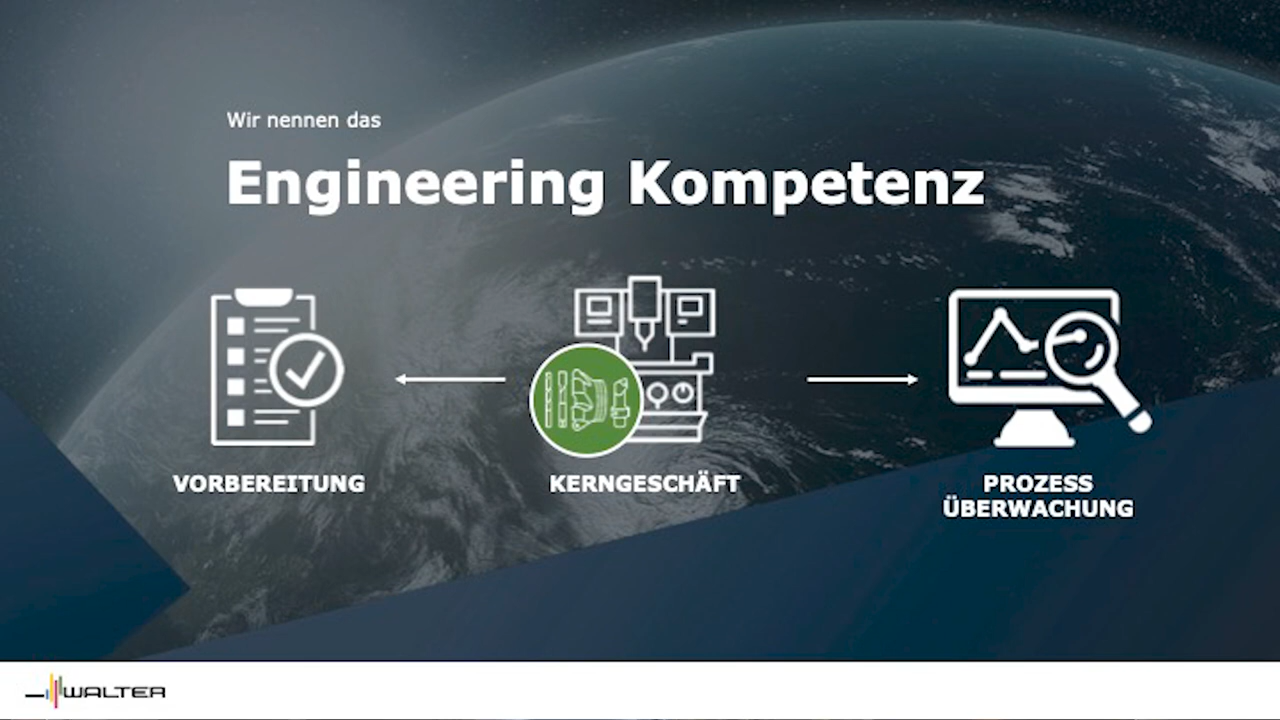 Wir nennen das
Engineering Kompetenz
VORBEREITUNG
KERNGESCHÄFT
PROZESS
ÜBERWACHUNG
WALTER